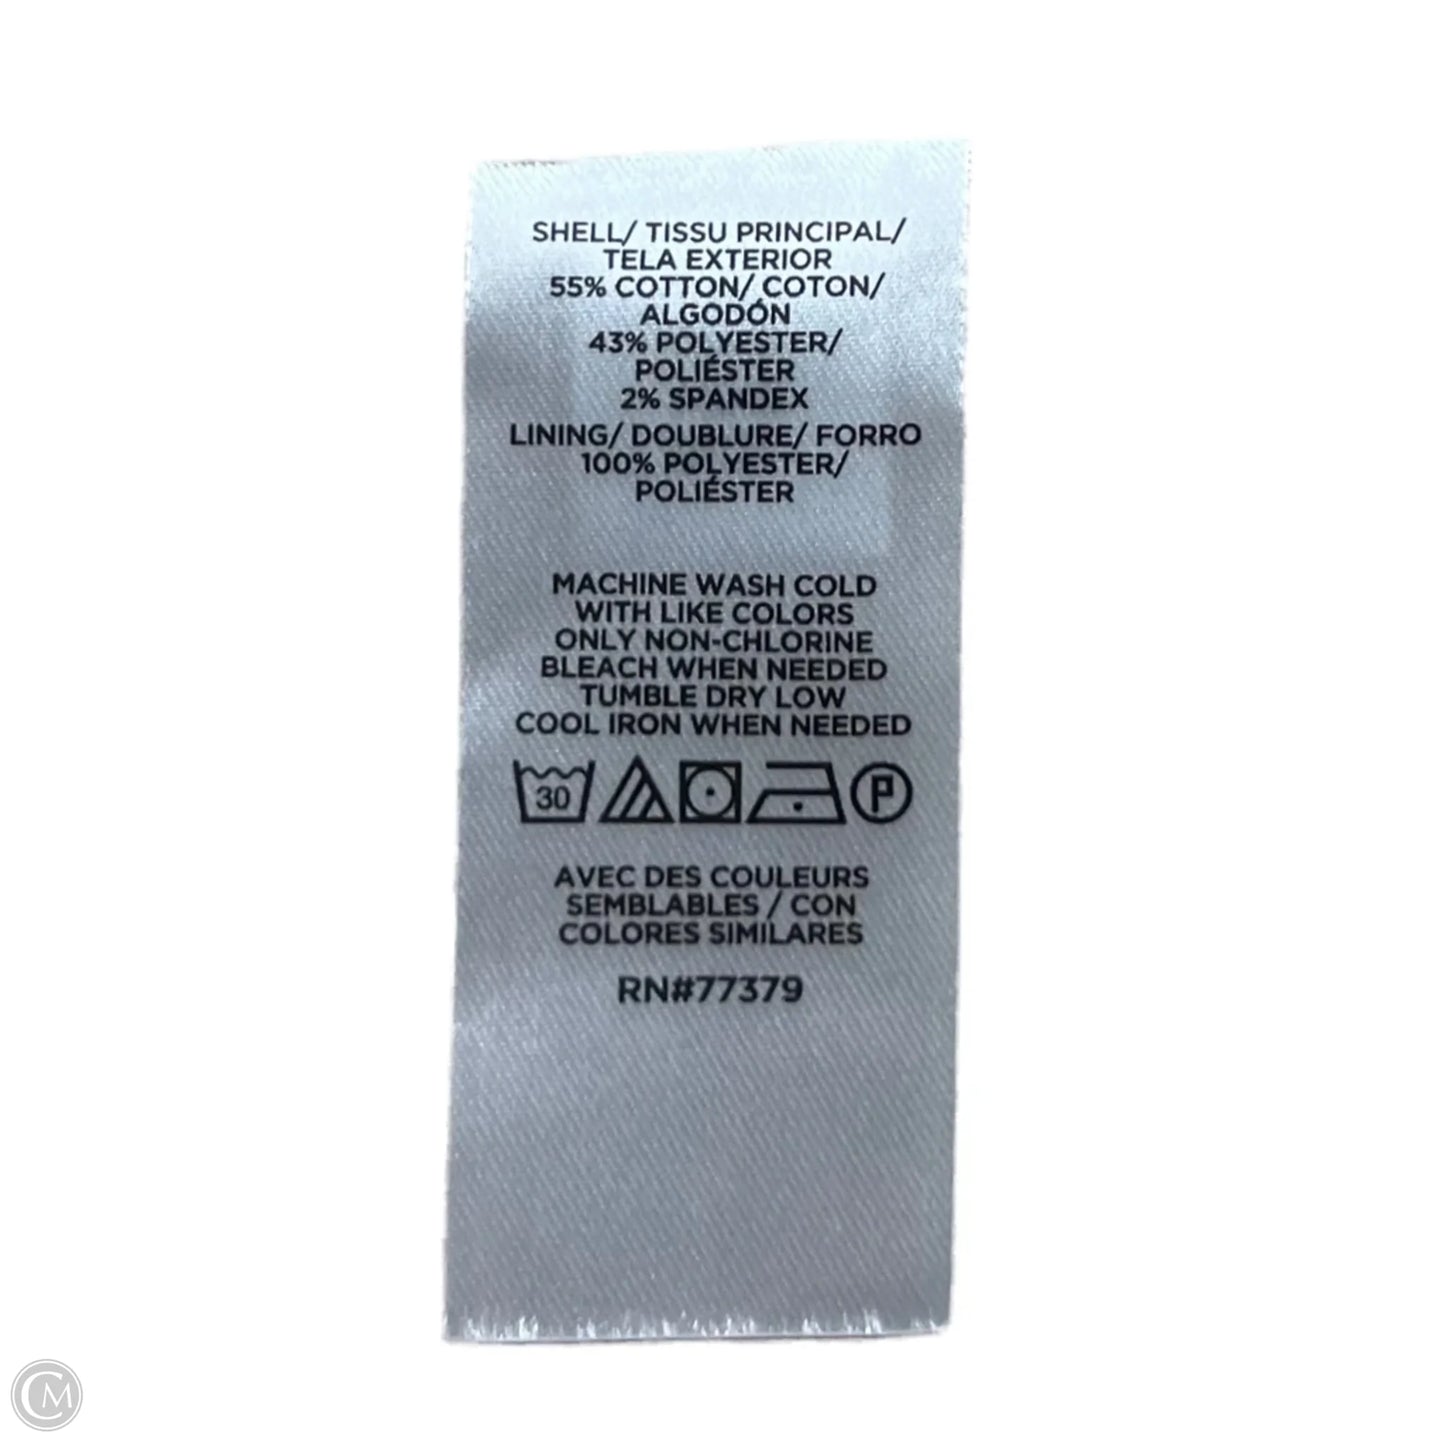 SHELL/ TISSU PRINCIPAL/
TELA EXTERIOR
55% COTTON/ COTON/
ALGODÓN
43% POLYESTER/
POLIÉSTER
2% SPANDEX
LINING/ DOUBLURE/ FORRO
100% POLYESTER/
POLIÉSTER
MACHINE WASH COLD
WITH LIKE COLORS
ONLY NON-CHLORINE
BLEACH WHEN NEEDED
TUMBLE DRY LOW
COOL IRON WHEN NEEDED
30 P
AVEC DES COULEURS
SEMBLABLES / CON
COLORES SIMILARES
RN#77379
CM